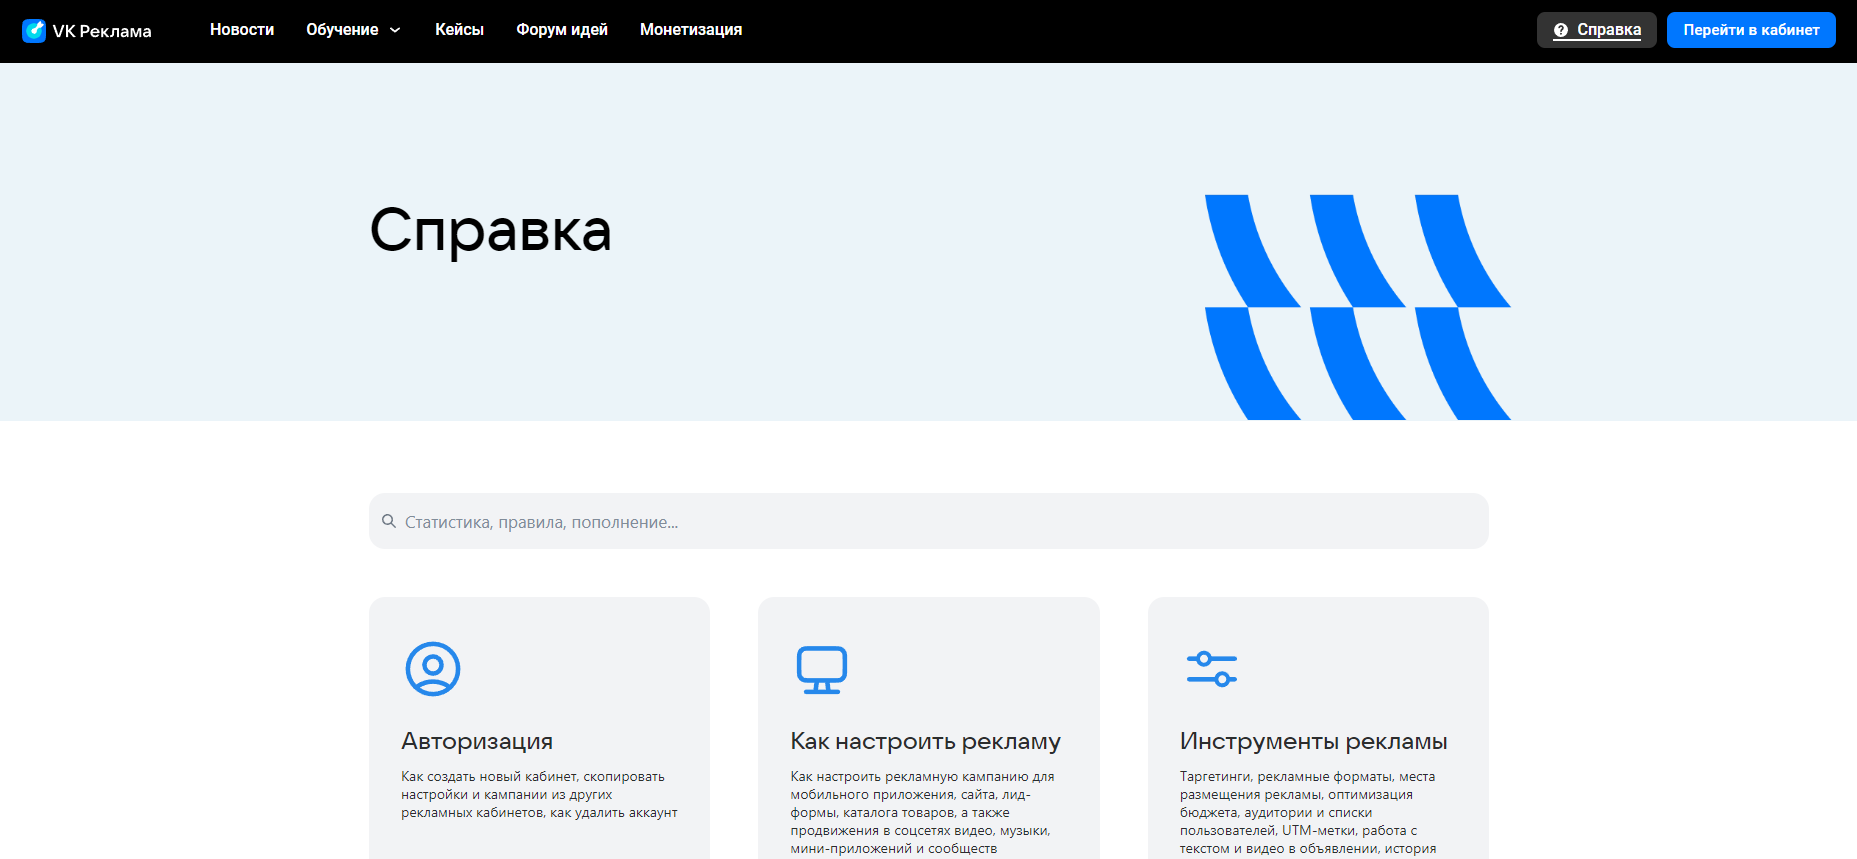 VK Реклама
Новости
Обучение
Кейсы
Форум идей
Монетизация
Справка
Перейти в кабинет
Справка
Статистика, правила, пополнение...
Авторизация
Как создать новый кабинет, скопировать
настройки и кампании из других
рекламных кабинетов, как удалить аккаунт
Как настроить рекламу
Как настроить рекламную кампанию для
мобильного приложения, сайта, лид-
формы, каталога товаров, а также
продвижения в соцсетях видео, музыки,
мини-приложений и сообществ
Инструменты рекламы
Таргетинги, рекламные форматы, места
размещения рекламы, оптимизация
бюджета, аудитории и списки
пользователей, UTM-метки, работа с
текстом и видео в объявлении, история